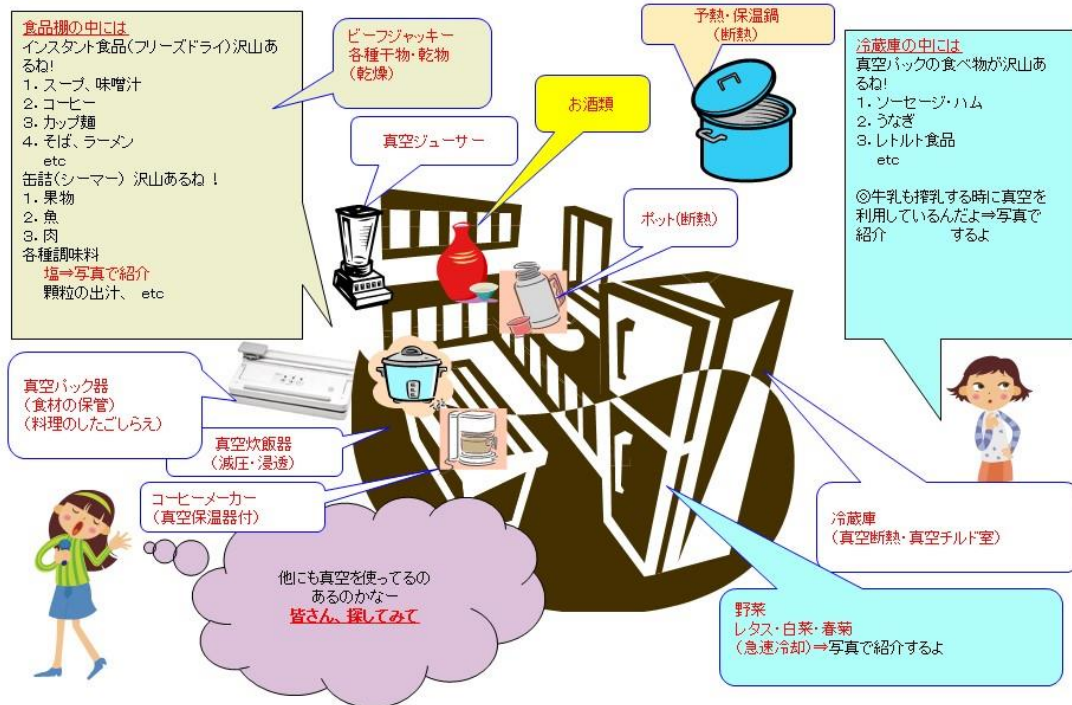 食品棚の中には
インスタント食品(フリーズドライ)沢山あ
るね!
1. スープ、味噌汁
2. コーヒー
3. カップ麺
4. そば、ラーメン
etc
缶詰(シーマー) 沢山あるね !
1. 果物
2. 魚
3. 肉
各種調味料
塩⇒写真で紹介
顆粒の出汁、 etc
ビーフジャッキー
各種干物・乾物
(乾燥)
真空ジューサー
お酒類
予熱・保温鍋
(断熱)
ポット(断熱)
冷蔵庫の中には
真空パックの食べ物が沢山あ
るね!
1. ソーセージ・ハム
2. うなぎ
3. レトルト食品
etc
◎牛乳も搾乳する時に真空を
利用しているんだよ⇒写真で
紹介 するよ
真空パック器
(食材の保管)
(料理のしたごしらえ)
真空炊飯器
(減圧・浸透)
コーヒーメーカー
(真空保温器付)
他にも真空を使ってるの
あるのかなー
皆さん、探してみて
冷蔵庫
(真空断熱・真空チルド室)
野菜
レタス・白菜・春菊
(急速冷却)⇒写真で紹介するよ